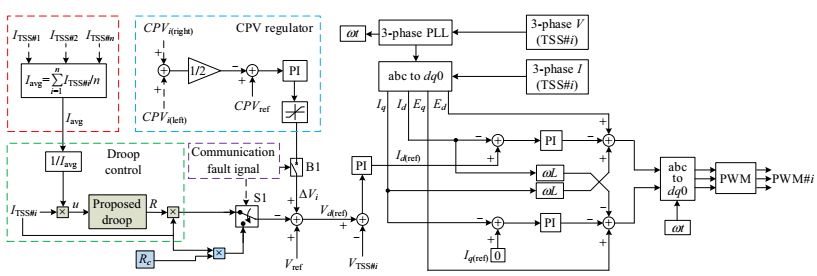 I_TSS#1 I_TSS#2 I_TSS#n
I_avg=∑_{i=1}^{n} I_TSS#i/n
I_avg
1/I_avg
Droop
control
I_TSS#i
×
u
Proposed
droop
R
×
R_c
×
CPV_i(right)
CPV regulator
+
+
CPV_i(left)
1/2
−
+
CPV_ref
PI
Communication
fault ignal
B1
S1
ΔV_i
−
+
+
V_ref
V_d(ref)
+
−
V_TSS#i
PI
I_d(ref)
ωt
3-phase PLL
3-phase V
(TSS#i)
abc to dq0
3-phase I
(TSS#i)
I_q I_d E_q E_d
−
+
PI
−
+
+
ωL
ωL
−
+
PI
−
−
+
+
I_q(ref)
0
abc
to
dq0
ωt
PWM
PWM#i